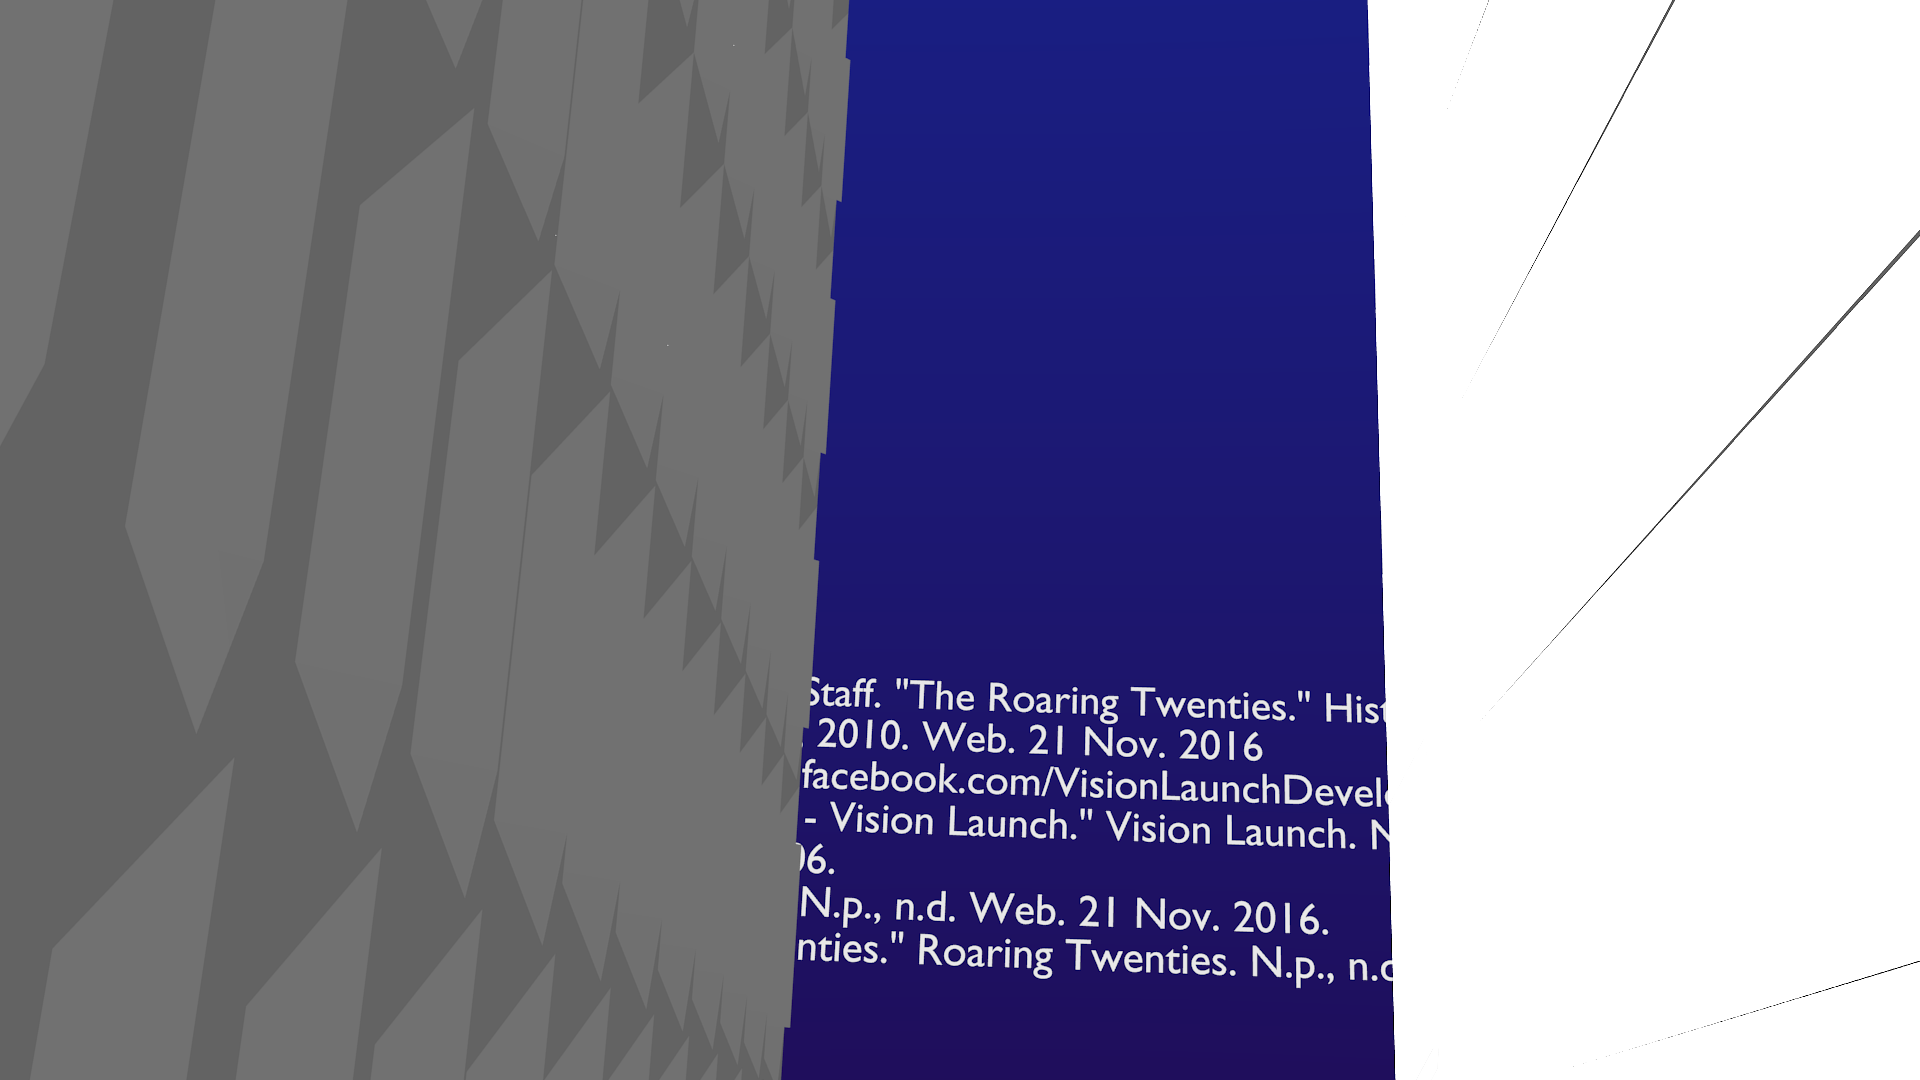 Staff. "The Roaring Twenties." Hist
2010. Web. 21 Nov. 2016
facebook.com/VisionLaunchDevel
- Vision Launch." Vision Launch. N
6.
N.p., n.d. Web. 21 Nov. 2016.
nties." Roaring Twenties. N.p., n.d